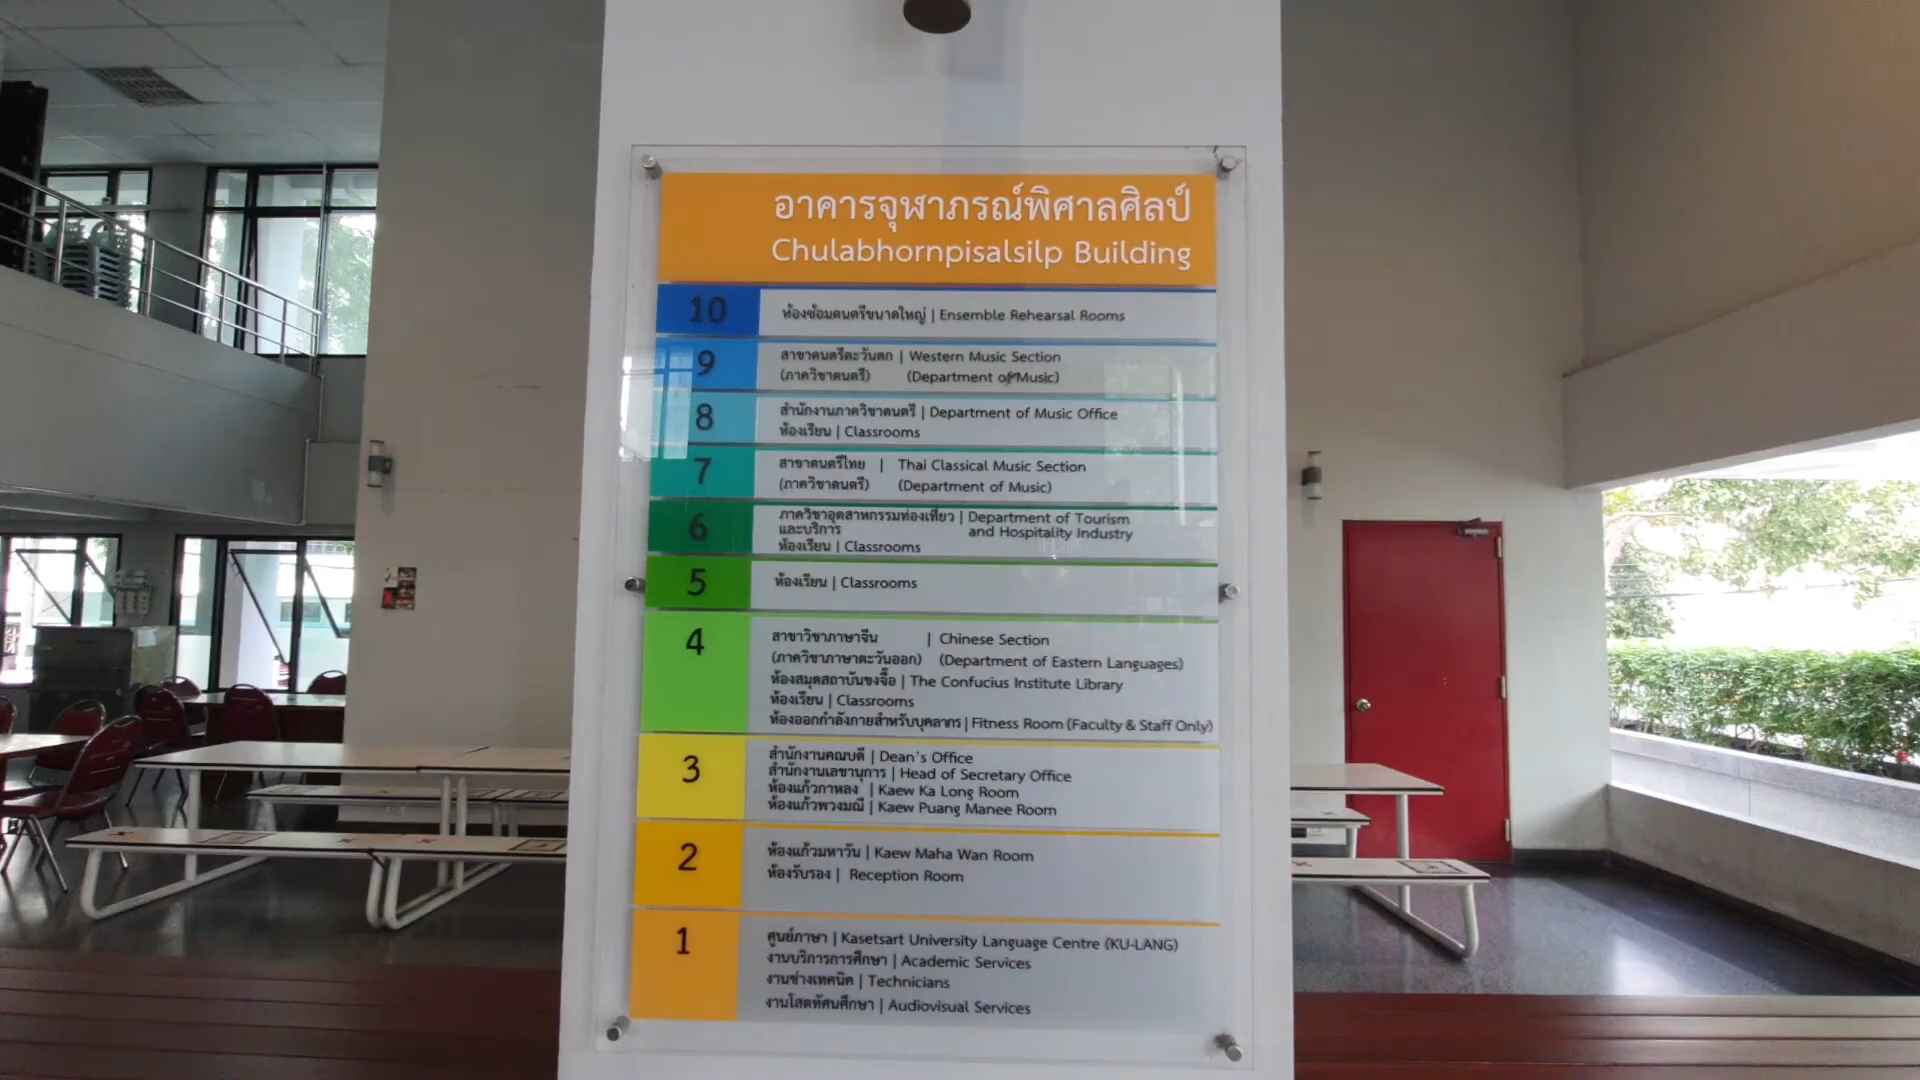 อาคารจุฬาภรณ์พิศาลศิลป์
Chulabhornpisalsilp Building
10 ห้องซ้อมดนตรีขนาดใหญ่ | Ensemble Rehearsal Rooms
9 สาขาดนตรีตะวันตก | Western Music Section
(ภาควิชาดนตรี) (Department of Music)
8 สำนักงานภาควิชาดนตรี | Department of Music Office
ห้องเรียน | Classrooms
7 สาขาดนตรีไทย | Thai Classical Music Section
(ภาควิชาดนตรี) (Department of Music)
6 ภาควิชาอุตสาหกรรมท่องเที่ยว | Department of Tourism
และบริการ and Hospitality Industry
ห้องเรียน | Classrooms
5 ห้องเรียน | Classrooms
4 สาขาวิชาภาษาจีน | Chinese Section
(ภาควิชาภาษาตะวันออก) (Department of Eastern Languages)
ห้องสมุดสถาบันขงจื๊อ | The Confucius Institute Library
ห้องเรียน | Classrooms
ห้องออกกำลังกายสำหรับบุคลากร | Fitness Room (Faculty & Staff Only)
3 สำนักงานคณบดี | Dean's Office
สำนักงานเลขานุการ | Head of Secretary Office
ห้องแก้วกาหลง | Kaew Ka Long Room
ห้องแก้วพวงมณี | Kaew Puang Manee Room
2 ห้องแก้วมหาวัน | Kaew Maha Wan Room
ห้องรับรอง | Reception Room
1 ศูนย์ภาษา | Kasetsart University Language Centre (KU-LANG)
งานบริการการศึกษา | Academic Services
งานช่างเทคนิค | Technicians
งานโสตทัศนศึกษา | Audiovisual Services